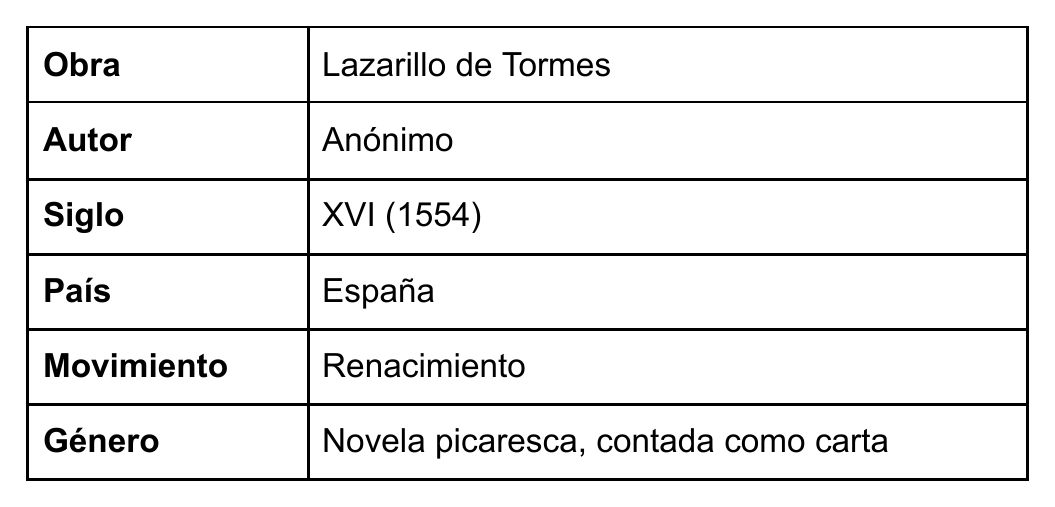 Obra Lazarillo de Tormes
Autor Anónimo
Siglo XVI (1554)
País España
Movimiento Renacimiento
Género Novela picaresca, contada como carta